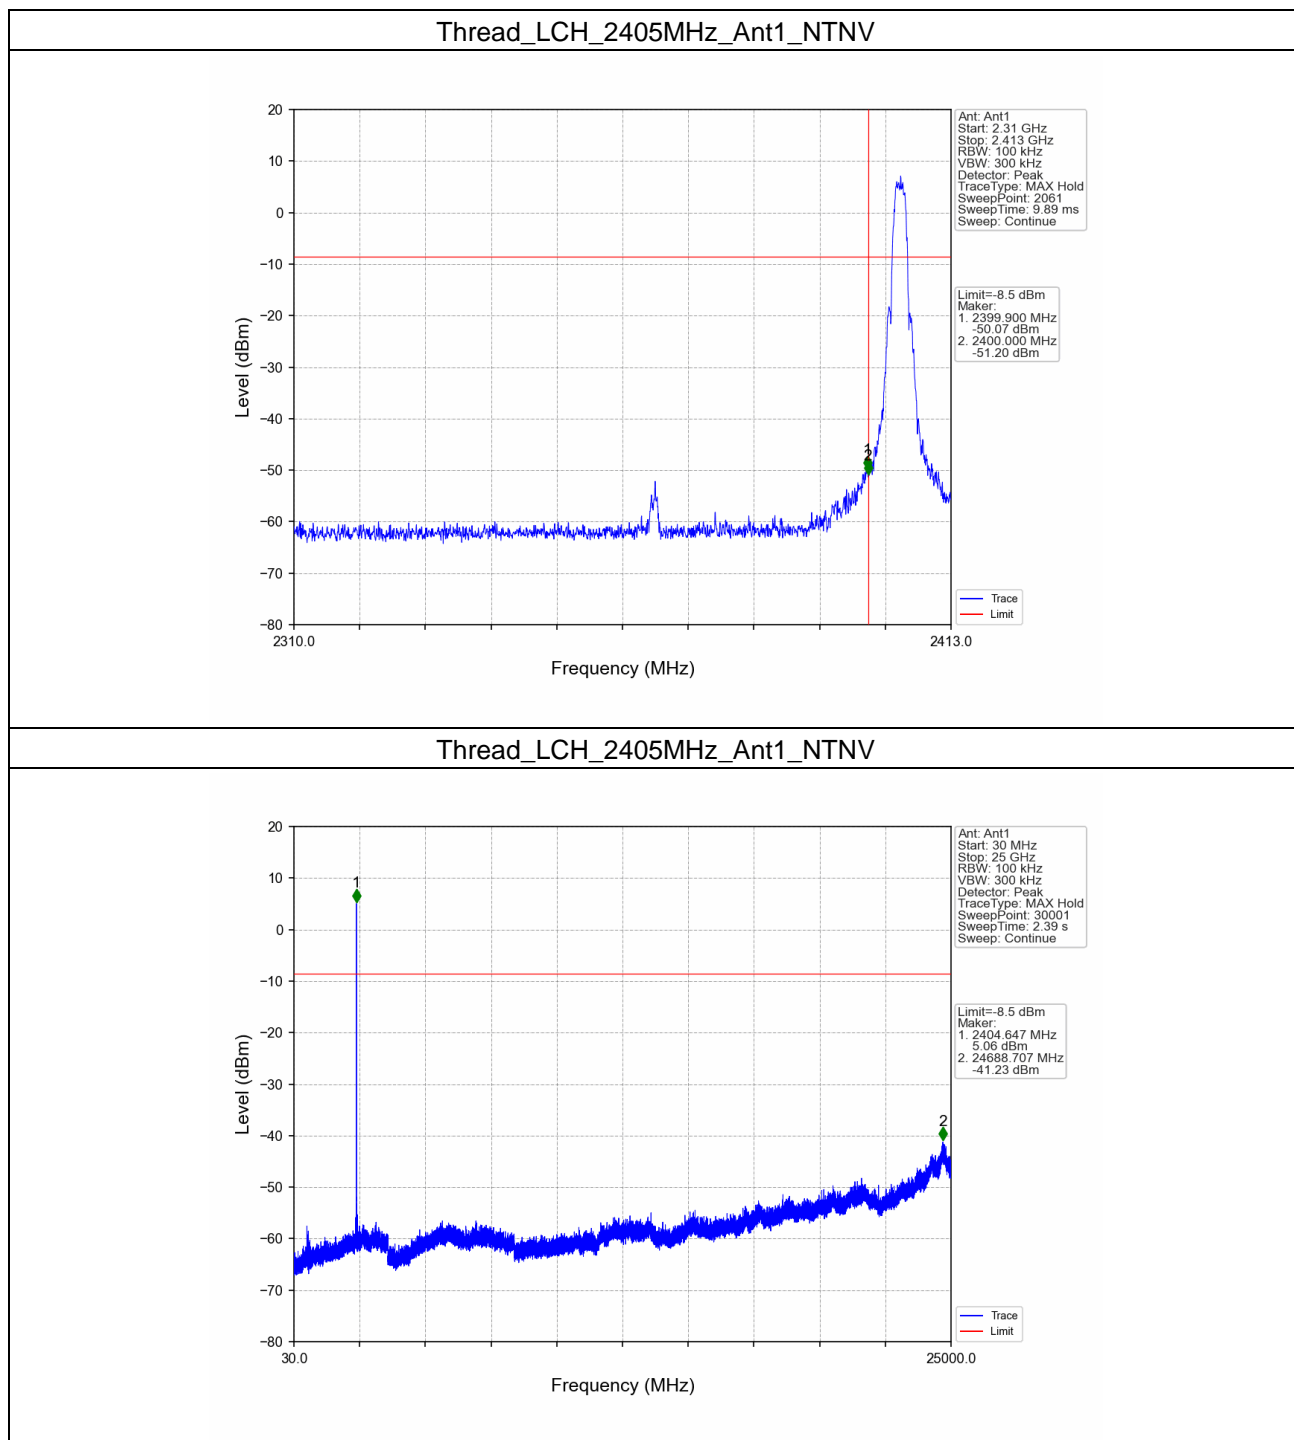 Thread_LCH_2405MHz_Ant1_NTNV
20
10
0
−10
−20
−30
−40
−50
−60
−70
−80
Level (dBm)
2310.0
2413.0
Frequency (MHz)
1
2
Ant: Ant1
Start: 2.31 GHz
Stop: 2.413 GHz
RBW: 100 kHz
VBW: 300 kHz
Detector: Peak
TraceType: MAX Hold
SweepPoint: 2061
SweepTime: 9.89 ms
Sweep: Continue
Limit=-8.5 dBm
Maker:
1. 2399.900 MHz
-50.07 dBm
2. 2400.000 MHz
-51.20 dBm
Trace
Limit
Thread_LCH_2405MHz_Ant1_NTNV
20
10
0
−10
−20
−30
−40
−50
−60
−70
−80
Level (dBm)
30.0
25000.0
Frequency (MHz)
1
2
Ant: Ant1
Start: 30 MHz
Stop: 25 GHz
RBW: 100 kHz
VBW: 300 kHz
Detector: Peak
TraceType: MAX Hold
SweepPoint: 30001
SweepTime: 2.39 s
Sweep: Continue
Limit=-8.5 dBm
Maker:
1. 2404.647 MHz
5.06 dBm
2. 24688.707 MHz
-41.23 dBm
Trace
Limit